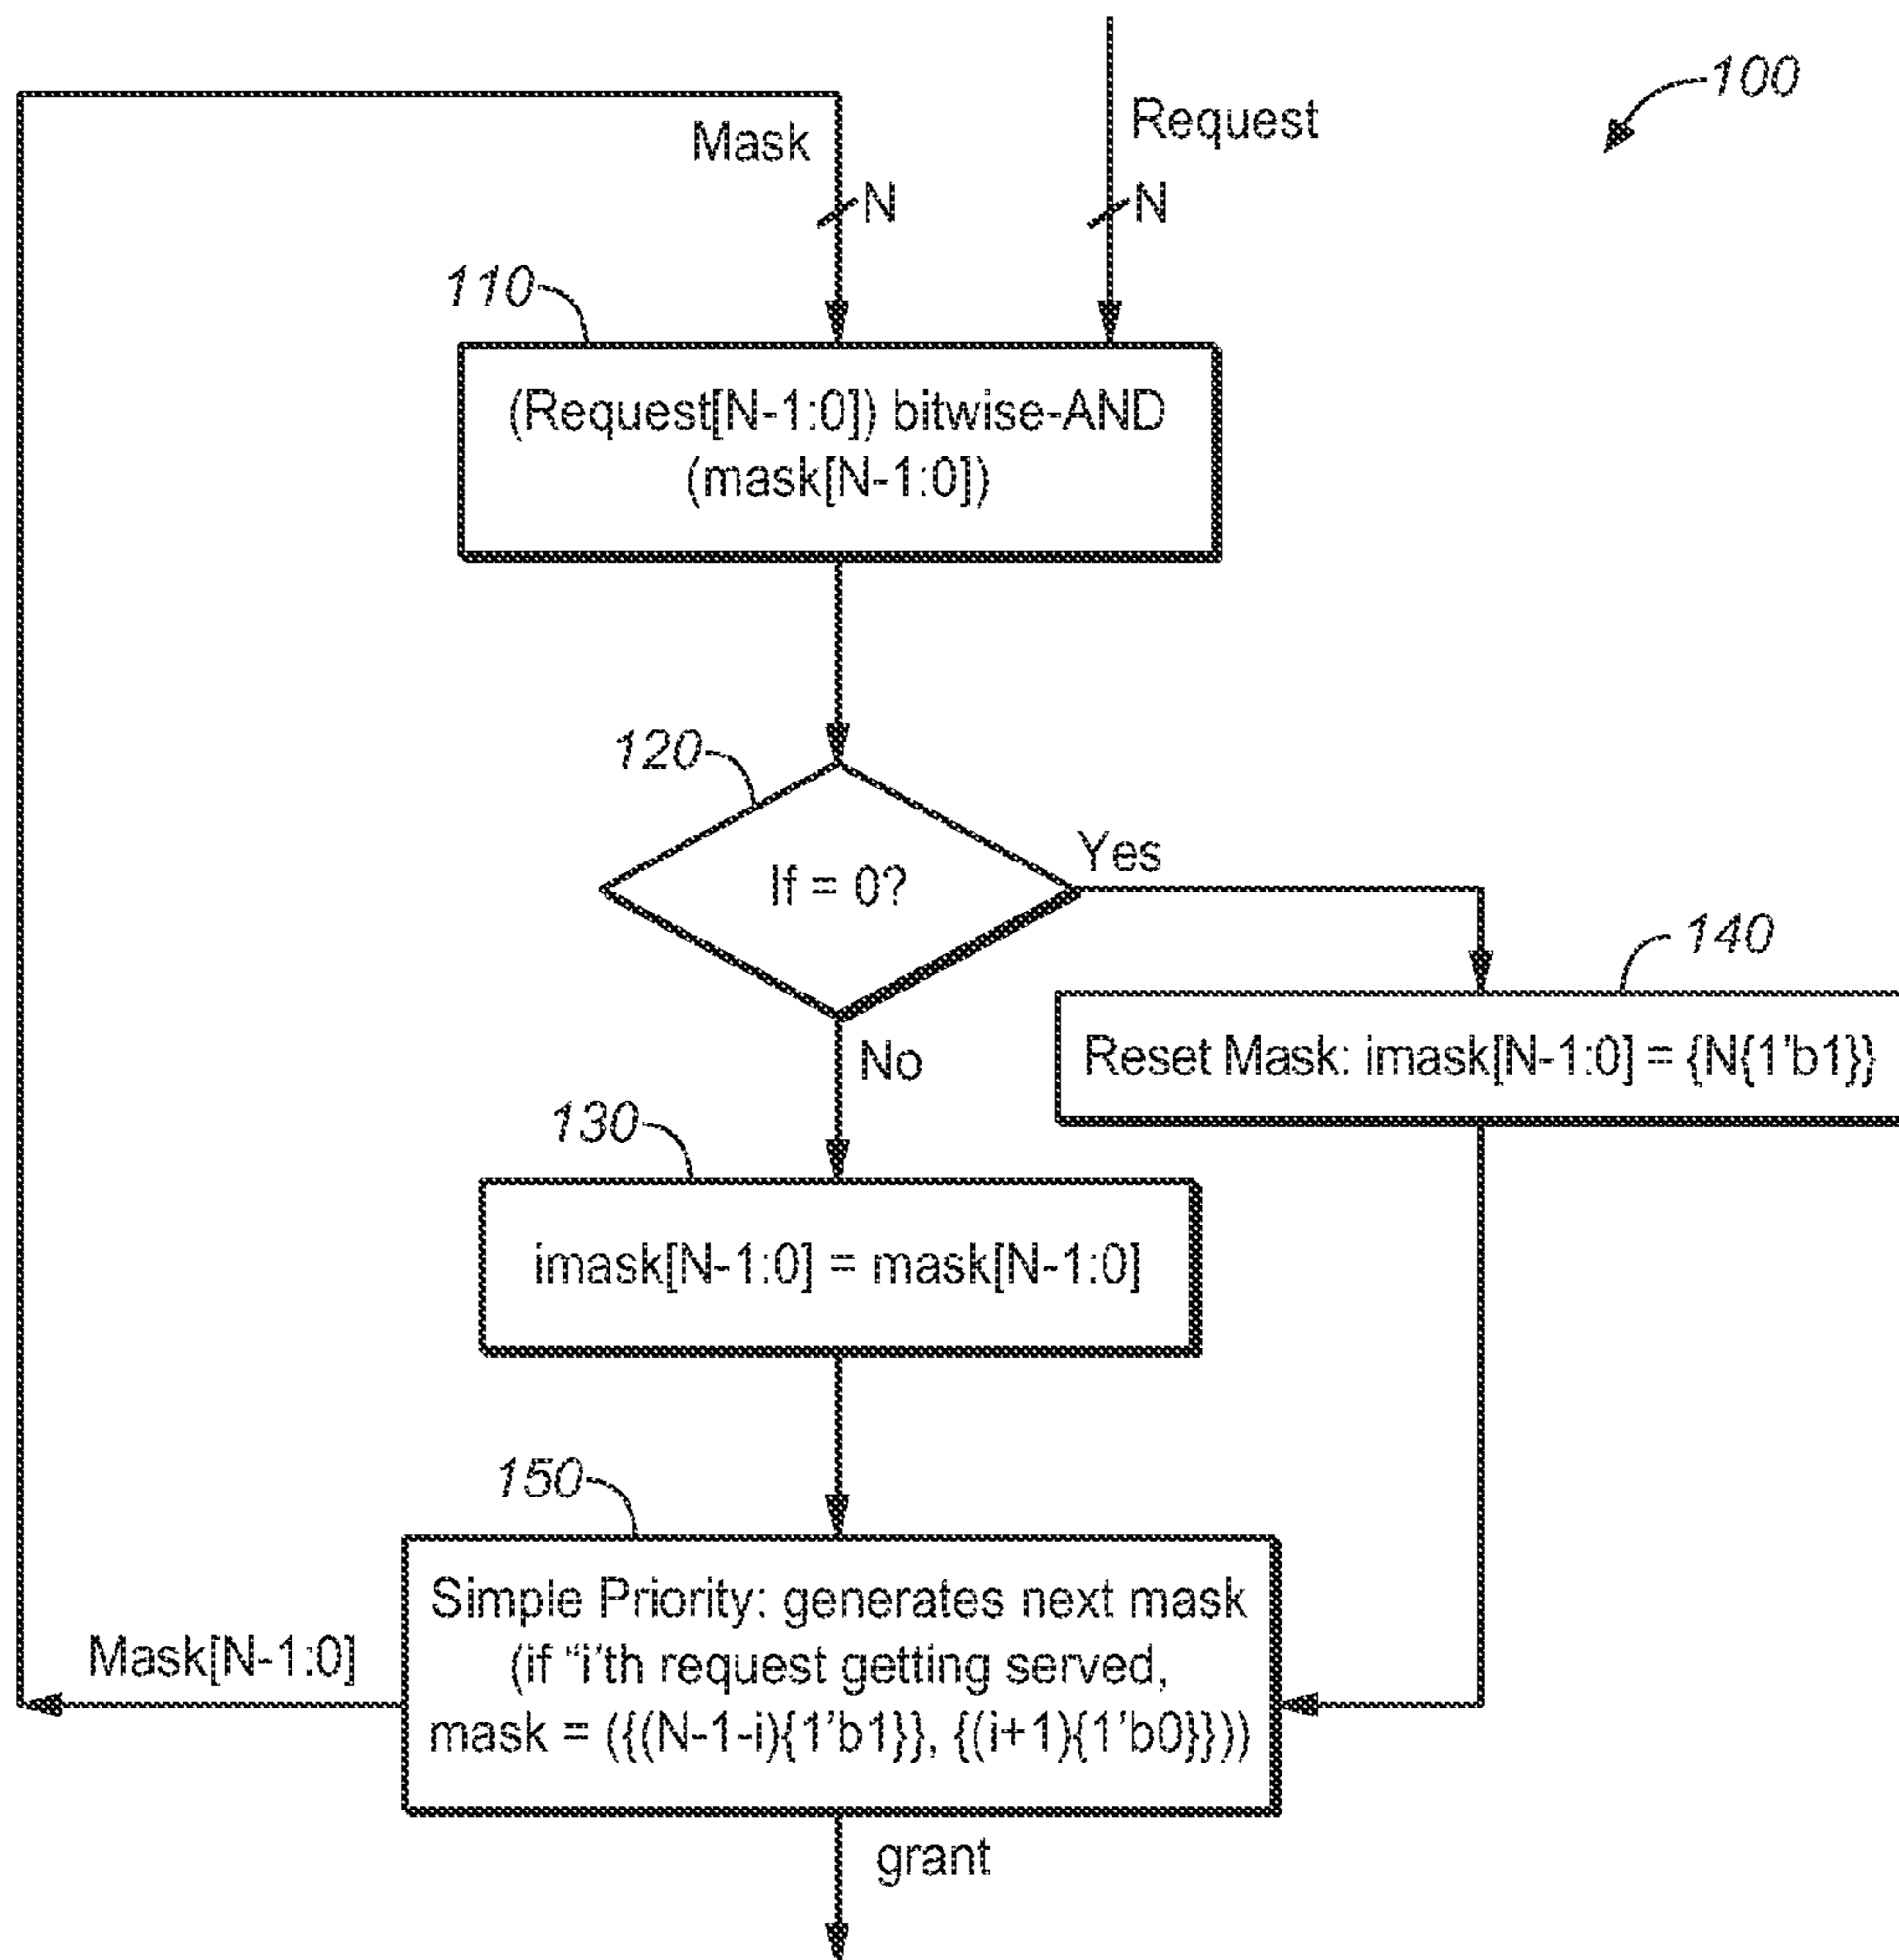 100
Request
Mask
N
N
110
(Request[N-1:0]) bitwise-AND
(mask[N-1:0])
120
If = 0?
Yes
No
140
Reset Mask: imask[N-1:0] = {N{1'b1}}
130
imask[N-1:0] = mask[N-1:0]
150
Simple Priority: generates next mask
(if "i'th request getting served,
mask = ({(N-1-i){1'b1}}, {(i+1){1'b0}}))
Mask[N-1:0]
grant